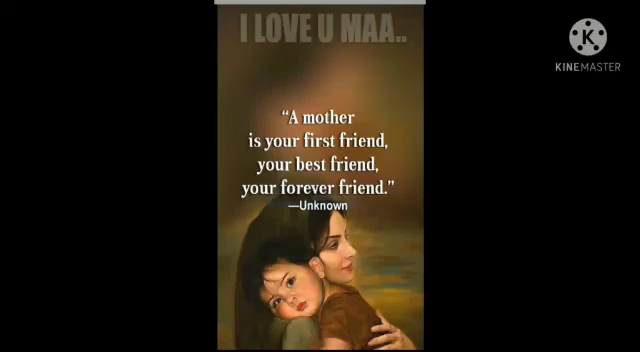 I LOVE U MAA..
KINEMASTER
“A mother
is your first friend,
your best friend,
your forever friend.”
—Unknown